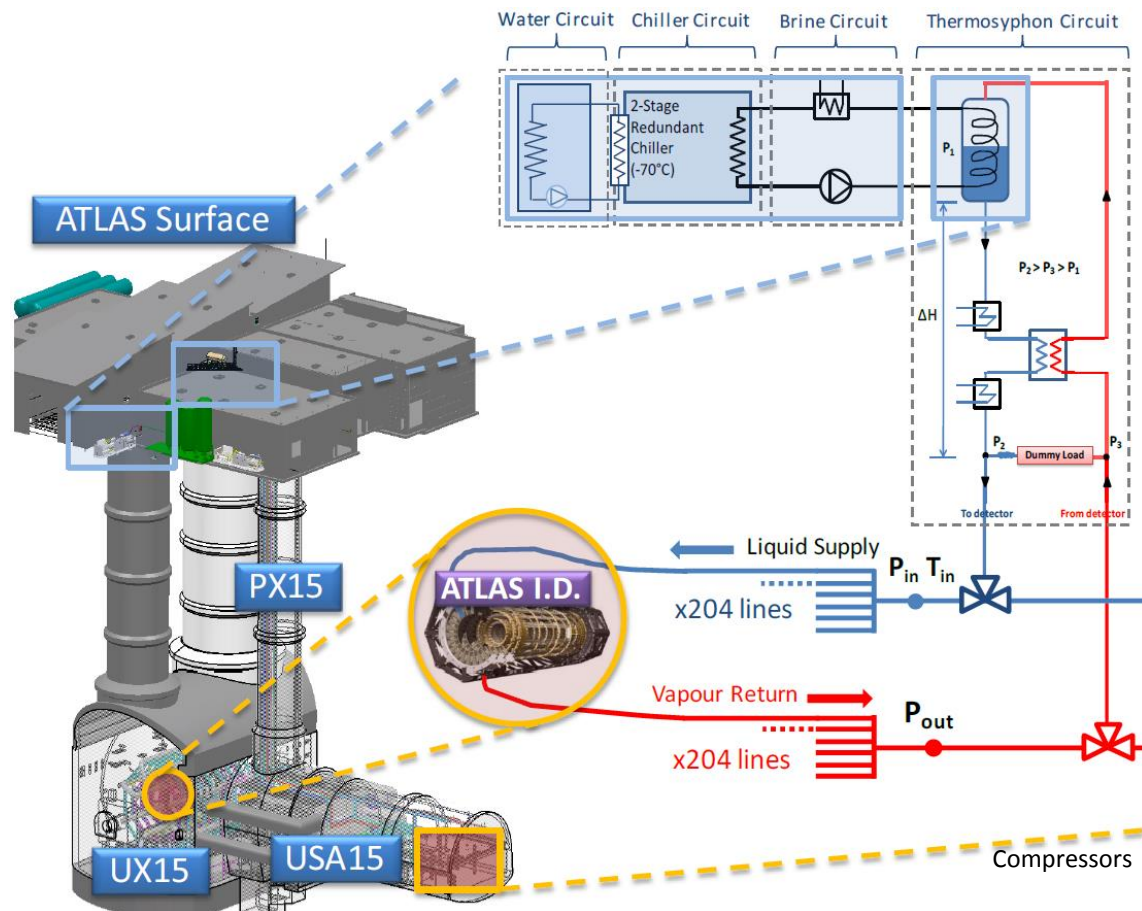 Water Circuit
Chiller Circuit
Brine Circuit
Thermosyphon Circuit
2-Stage
Redundant
Chiller
(-70°C)
P1
ATLAS Surface
P2 > P3 > P1
ΔH
P2
Dummy Load
P3
To detector
From detector
Liquid Supply
Pin Tin
x204 lines
PX15
ATLAS I.D.
Vapour Return
Pout
x204 lines
UX15
USA15
Compressors